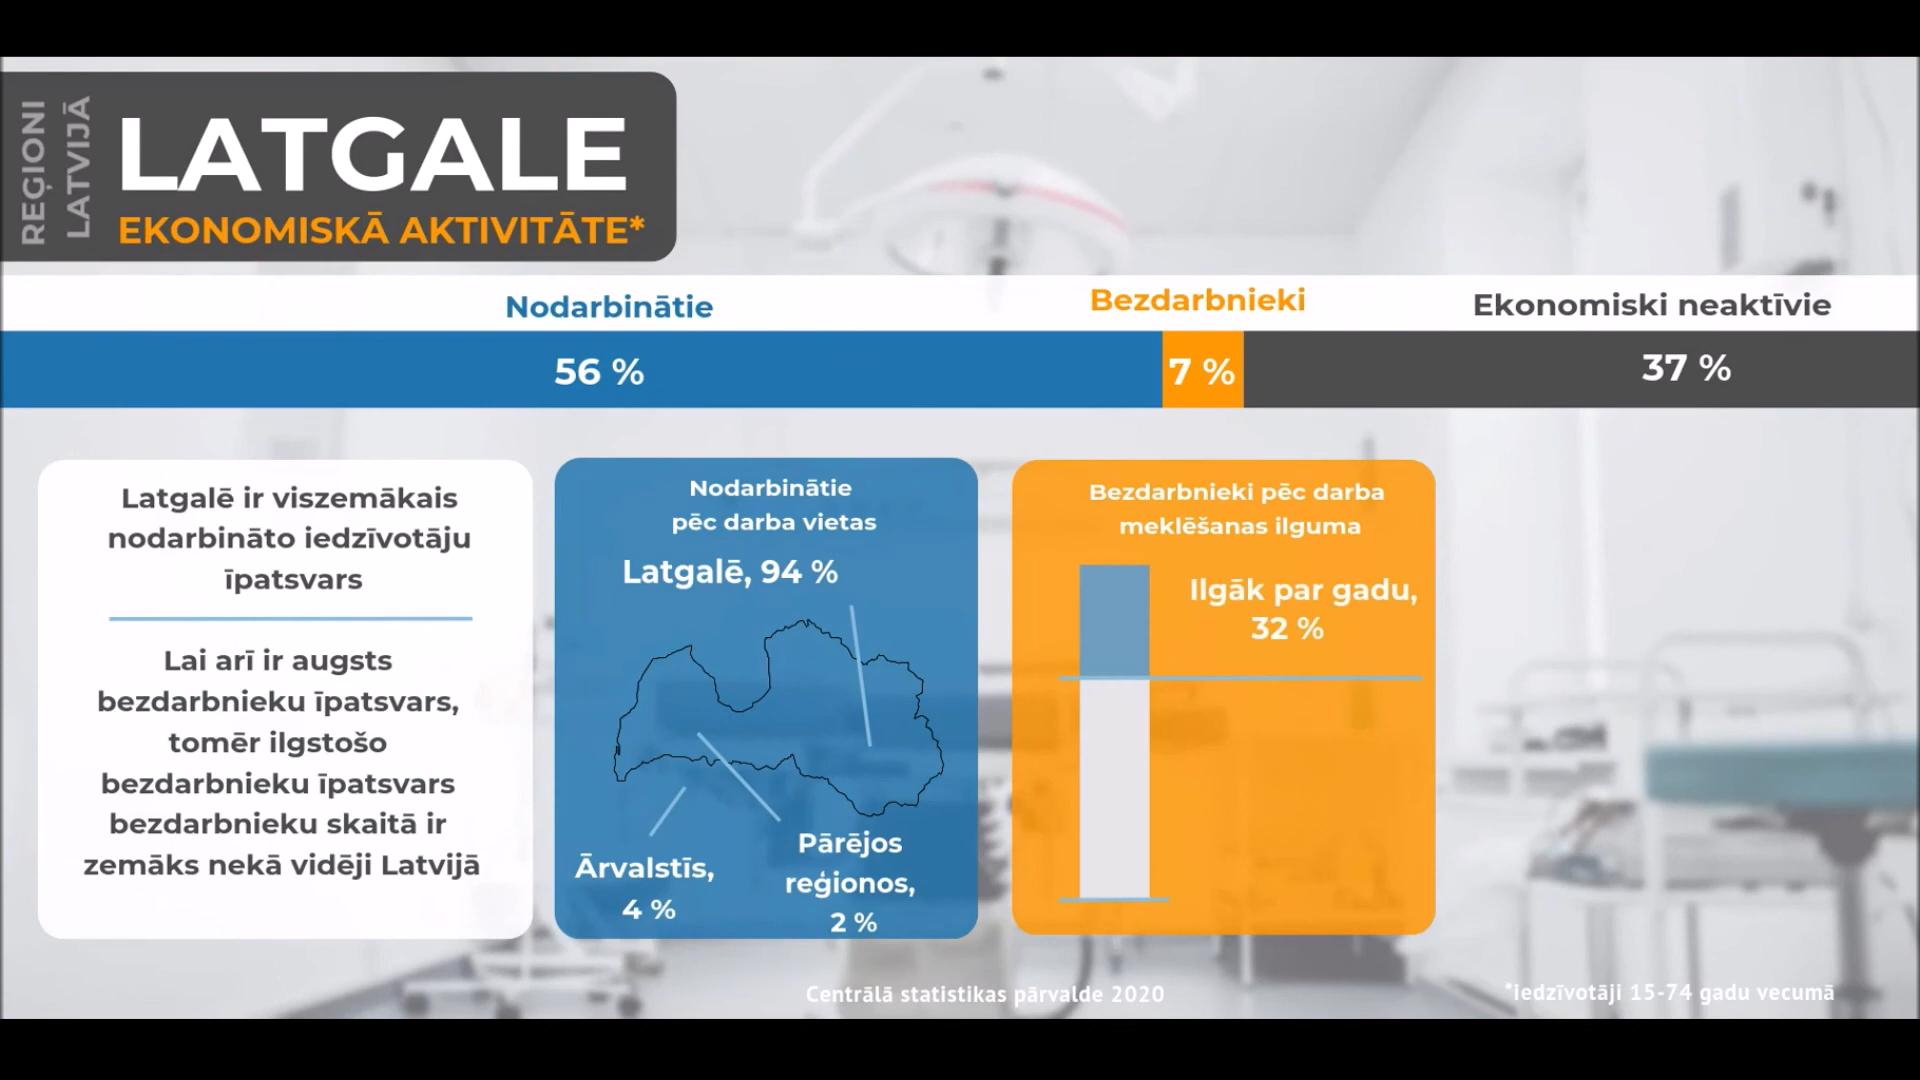 REĢIONI
LATVIJĀ
LATGALE
EKONOMISKĀ AKTIVITĀTE*
Nodarbinātie
Bezdarbnieki
Ekonomiski neaktīvie
56 %
7 %
37 %
Latgalē ir viszemākais
nodarbināto iedzīvotāju
īpatsvars
Lai arī ir augsts
bezdarbnieku īpatsvars,
tomēr ilgstošo
bezdarbnieku īpatsvars
bezdarbnieku skaitā ir
zemāks nekā vidēji Latvijā
Nodarbinātie
pēc darba vietas
Latgalē, 94 %
Ārvalstīs,
4 %
Pārējos
reģionos,
2 %
Bezdarbnieki pēc darba
meklēšanas ilguma
Ilgāk par gadu,
32 %
Centrālā statistikas pārvalde 2020
*iedzīvotāji 15-74 gadu vecumā